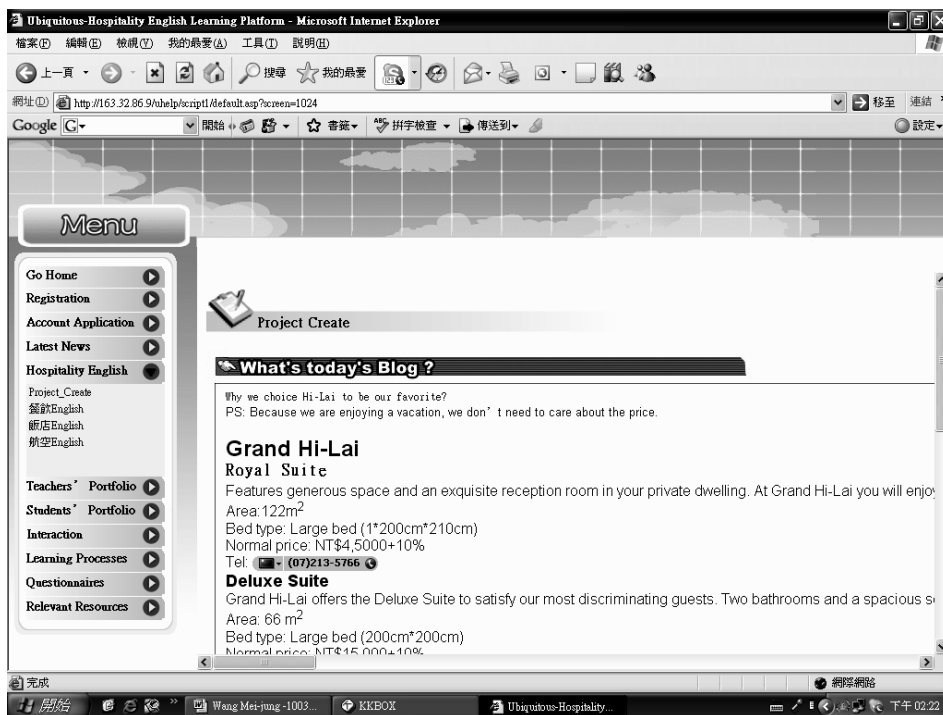 Ubiquitous-Hospitality English Learning Platform - Microsoft Internet Explorer
檔案(F) 編輯(E) 檢視(V) 我的最愛(A) 工具(T) 說明(H)
上一頁 搜尋 我的最愛
網址(D) http://163.32.86.9/uhelp/script1/default.asp?screen=1024 移至 連結
Google G 開始 書籤 ABC 拼字檢查 傳送到 設定
Menu
Go Home
Registration
Account Application
Latest News
Hospitality English
Project_Create
餐飲English
飯店English
航空English
Teachers’ Portfolio
Students’ Portfolio
Interaction
Learning Processes
Questionnaires
Relevant Resources
Project Create
What's today's Blog ?
Why we choice Hi-Lai to be our favorite?
PS: Because we are enjoying a vacation, we don’t need to care about the price.
Grand Hi-Lai
Royal Suite
Features generous space and an exquisite reception room in your private dwelling. At Grand Hi-Lai you will enjoy
Area:122m²
Bed type: Large bed (1*200cm*210cm)
Normal price: NT$4,5000+10%
Tel: (07)213-5766
Deluxe Suite
Grand Hi-Lai offers the Deluxe Suite to satisfy our most discriminating guests. Two bathrooms and a spacious
Area: 66 m²
Bed type: Large bed (200cm*200cm)
Normal price: NT$15,000+10%
完成 網際網路
開始 Wang Mei-jung -1003... KKBOX Ubiquitous-Hospitality... 下午 02:22